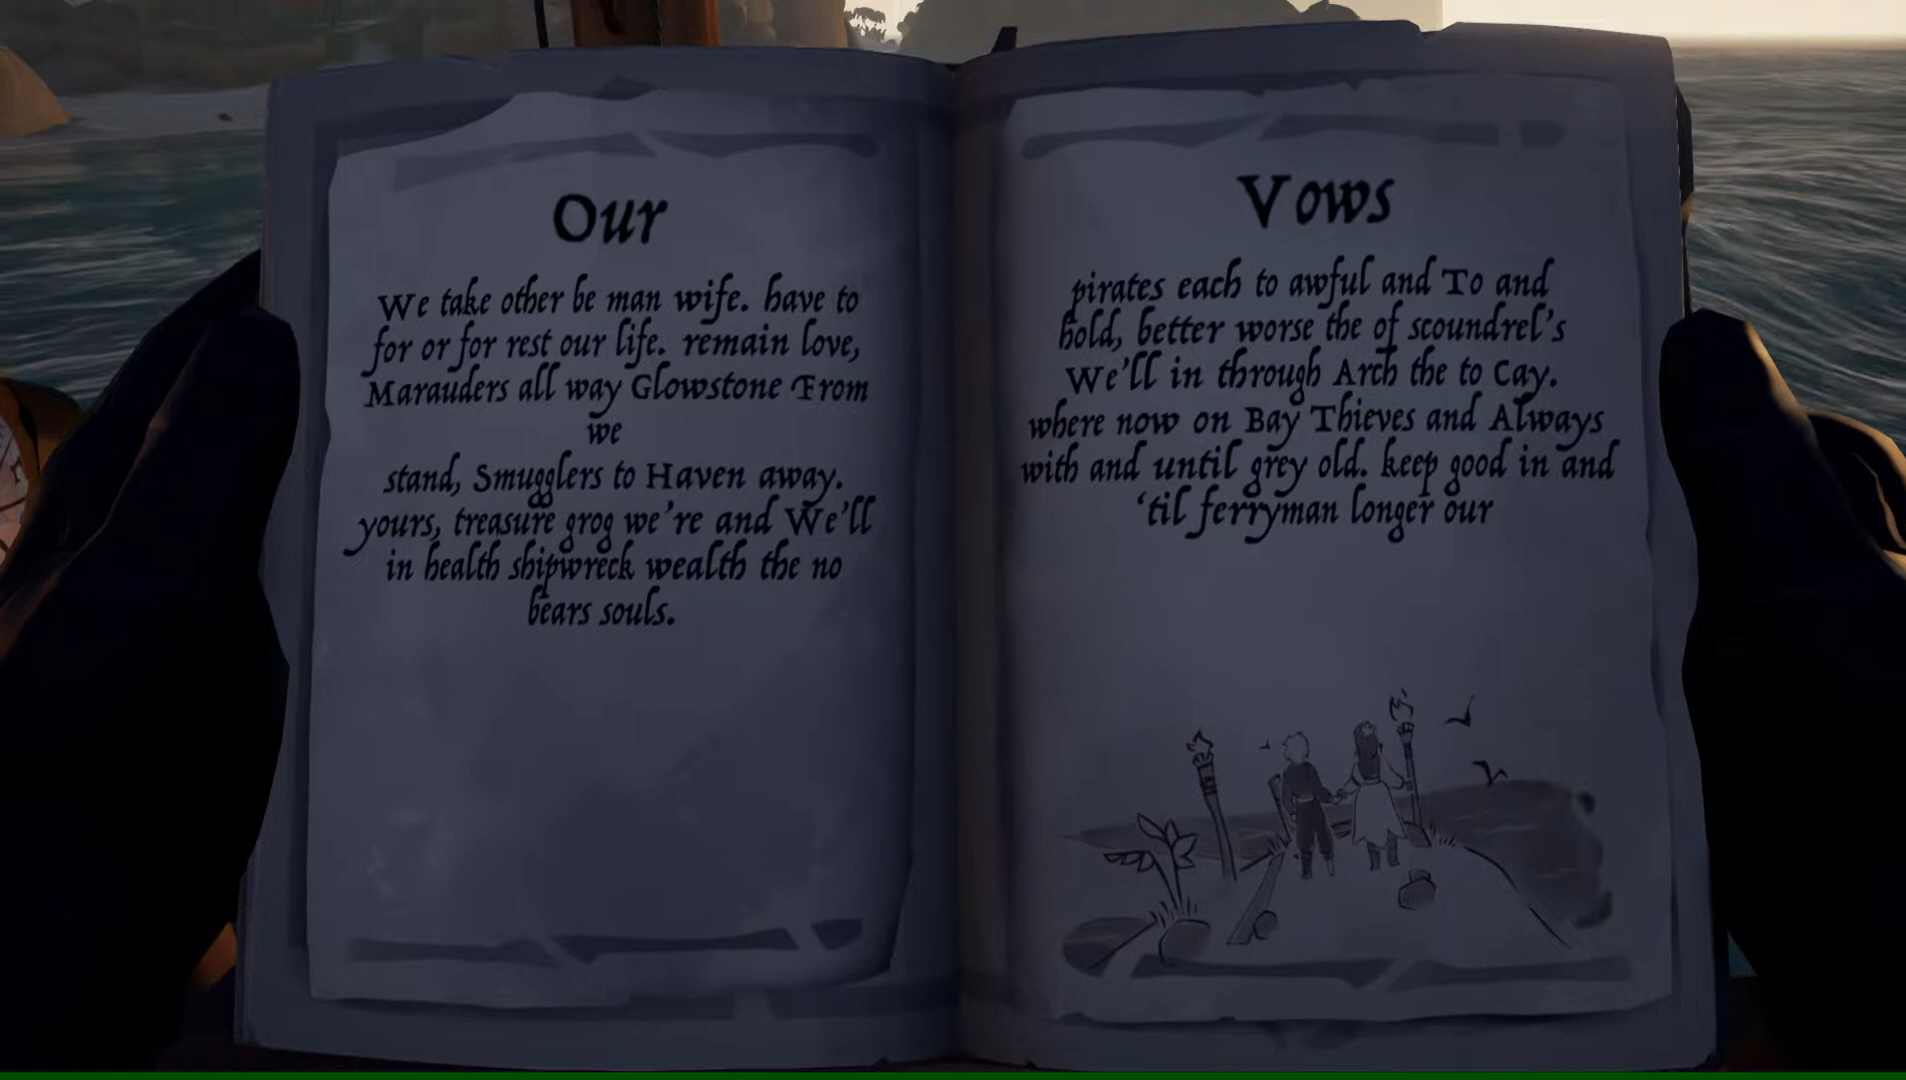 Our
We take other be man wife. have to
for or for rest our life. remain love,
Marauders all way Glowstone From
we
stand, Smugglers to Haven away.
yours, treasure grog we're and We'll
in health shipwreck wealth the no
bears souls.
Vows
pirates each to awful and To and
hold, better worse the of scoundrel's
We'll in through Arch the to Cay.
where now on Bay Thieves and Always
with and until grey old. keep good in and
'til ferryman longer our